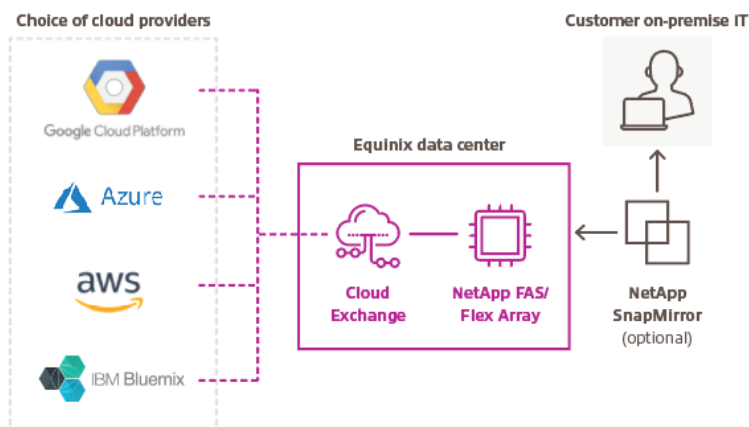 Choice of cloud providers
Customer on-premise IT
Google Cloud Platform
Equinix data center
Azure
aws
Cloud
Exchange
NetApp FAS/
Flex Array
NetApp
SnapMirror
(optional)
IBM Bluemix